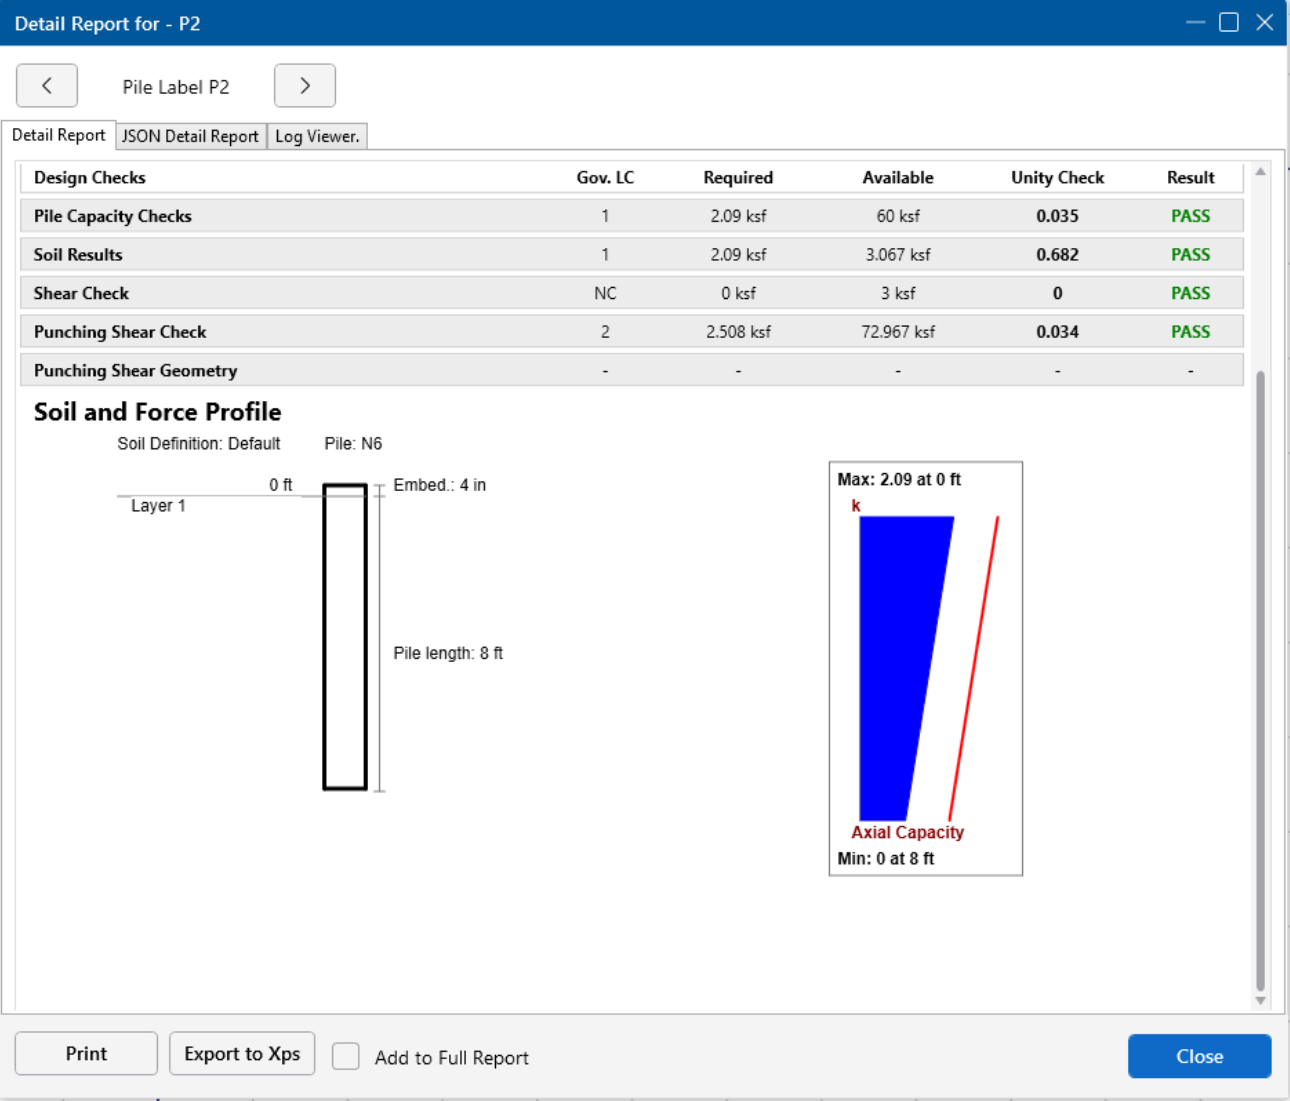 Detail Report for - P2
Pile Label P2
Detail Report JSON Detail Report Log Viewer.
Design Checks Gov. LC Required Available Unity Check Result
Pile Capacity Checks 1 2.09 ksf 60 ksf 0.035 PASS
Soil Results 1 2.09 ksf 3.067 ksf 0.682 PASS
Shear Check NC 0 ksf 3 ksf 0 PASS
Punching Shear Check 2 2.508 ksf 72.967 ksf 0.034 PASS
Punching Shear Geometry - - - - -
Soil and Force Profile
Soil Definition: Default Pile: N6
0 ft Embed.: 4 in
Layer 1
Pile length: 8 ft
Max: 2.09 at 0 ft
k
Axial Capacity
Min: 0 at 8 ft
Print Export to Xps Add to Full Report Close